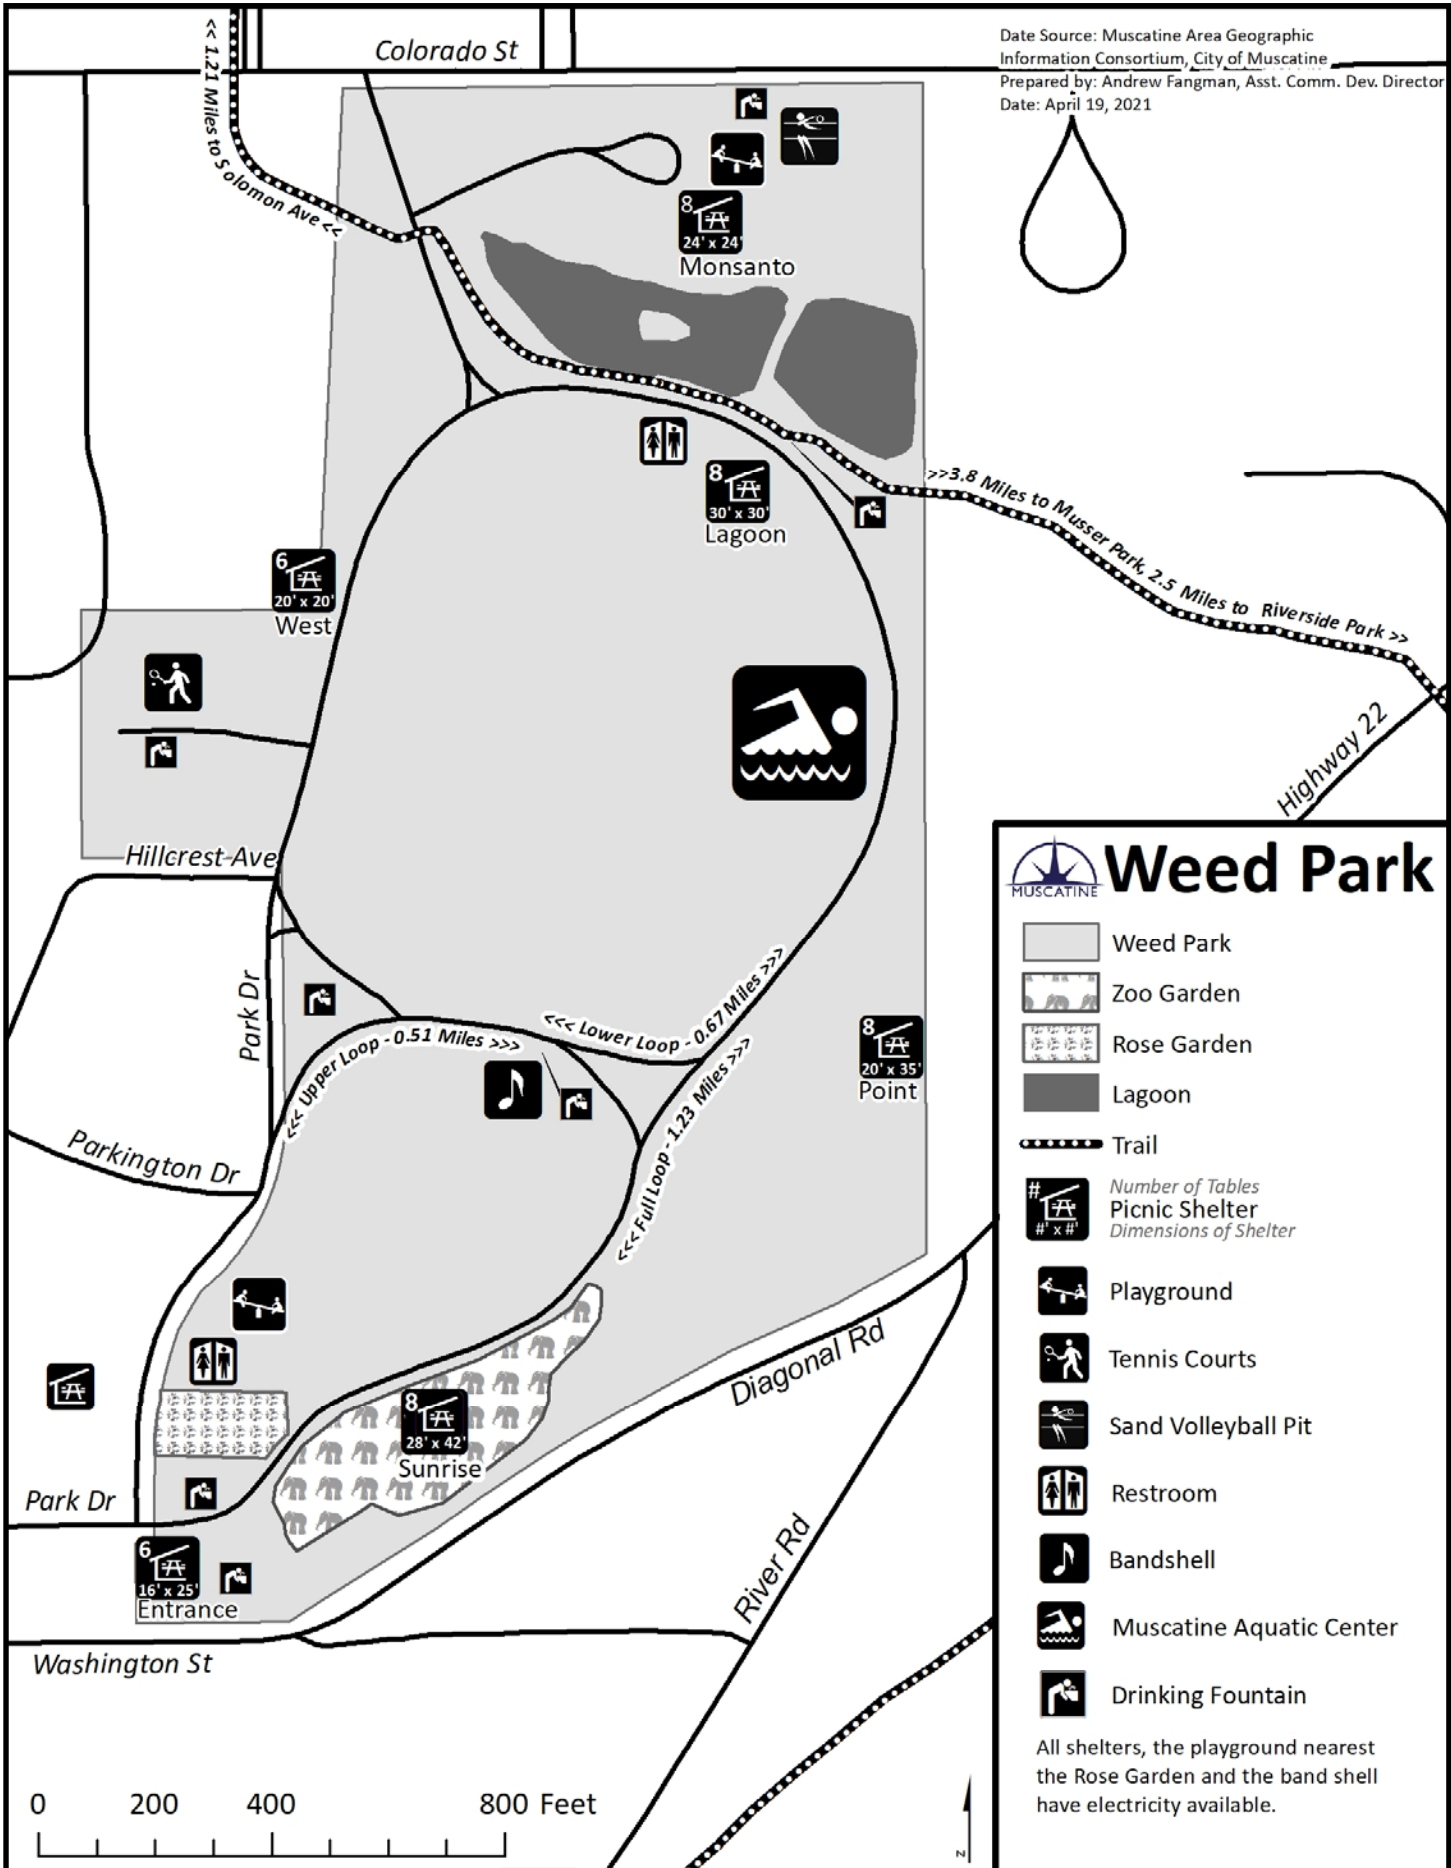 Date Source: Muscatine Area Geographic
Information Consortium, City of Muscatine
Prepared by: Andrew Fangman, Asst. Comm. Dev. Director
Date: April 19, 2021
Colorado St
<< 1.21 Miles to Solomon Ave <<
8
24' x 24'
Monsanto
8
30' x 30'
Lagoon
>>3.8 Miles to Musser Park, 2.5 Miles to Riverside Park >>
6
20' x 20'
West
Highway 22
Hillcrest Ave
Park Dr
<<< Upper Loop - 0.51 Miles >>>
<<< Lower Loop - 0.67 Miles >>>
<<< Full Loop - 1.23 Miles >>>
8
20' x 35'
Point
Parkington Dr
Diagonal Rd
8
28' x 42'
Sunrise
Park Dr
6
16' x 25'
Entrance
River Rd
Washington St
0 200 400 800 Feet
z
MUSCATINE
Weed Park
Weed Park
Zoo Garden
Rose Garden
Lagoon
Trail
#
#' x #'
Number of Tables
Picnic Shelter
Dimensions of Shelter
Playground
Tennis Courts
Sand Volleyball Pit
Restroom
Bandshell
Muscatine Aquatic Center
Drinking Fountain
All shelters, the playground nearest
the Rose Garden and the band shell
have electricity available.